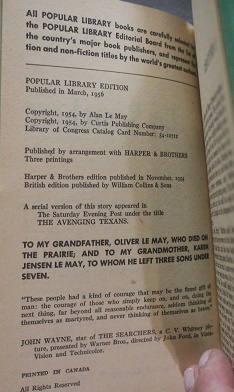 All POPULAR LIBRARY books are carefully selected
the POPULAR LIBRARY Editorial Board from the
the country's major book publishers, and represent
tion and non-fiction titles by the world's greatest authors.
POPULAR LIBRARY EDITION
Published in March, 1956
Copyright, 1954, by Alan Le May
Copyright, 1954, by Curtis Publishing Company
Library of Congress Catalog Card Number:
Published by arrangement with HARPER & BROTHERS
Three printings
Harper & Brothers edition published in November, 1954
British edition published by William Collins & Sons
A serial version of this story appeared in
The Saturday Evening Post under the title
THE AVENGING TEXANS.
TO MY GRANDFATHER, OLIVER LE MAY, WHO DIED ON
THE PRAIRIE; AND TO MY GRANDMOTHER, KAREN
JENSEN LE MAY, TO WHOM HE LEFT THREE SONS UNDER
SEVEN.
"These people had a kind of courage that may be the finest gift of
man: the courage of those who simply keep on, and on, doing the
next thing, far beyond all reasonable endurance, seldom thinking of
themselves as martyred, and never thinking of themselves as brave."
JOHN WAYNE, star of THE SEARCHERS, a C. V. Whitney pic-
ture, presented by Warner Bros., directed by John Ford, in Vista-
Vision and Technicolor.
PRINTED IN CANADA
All Rights Reserved